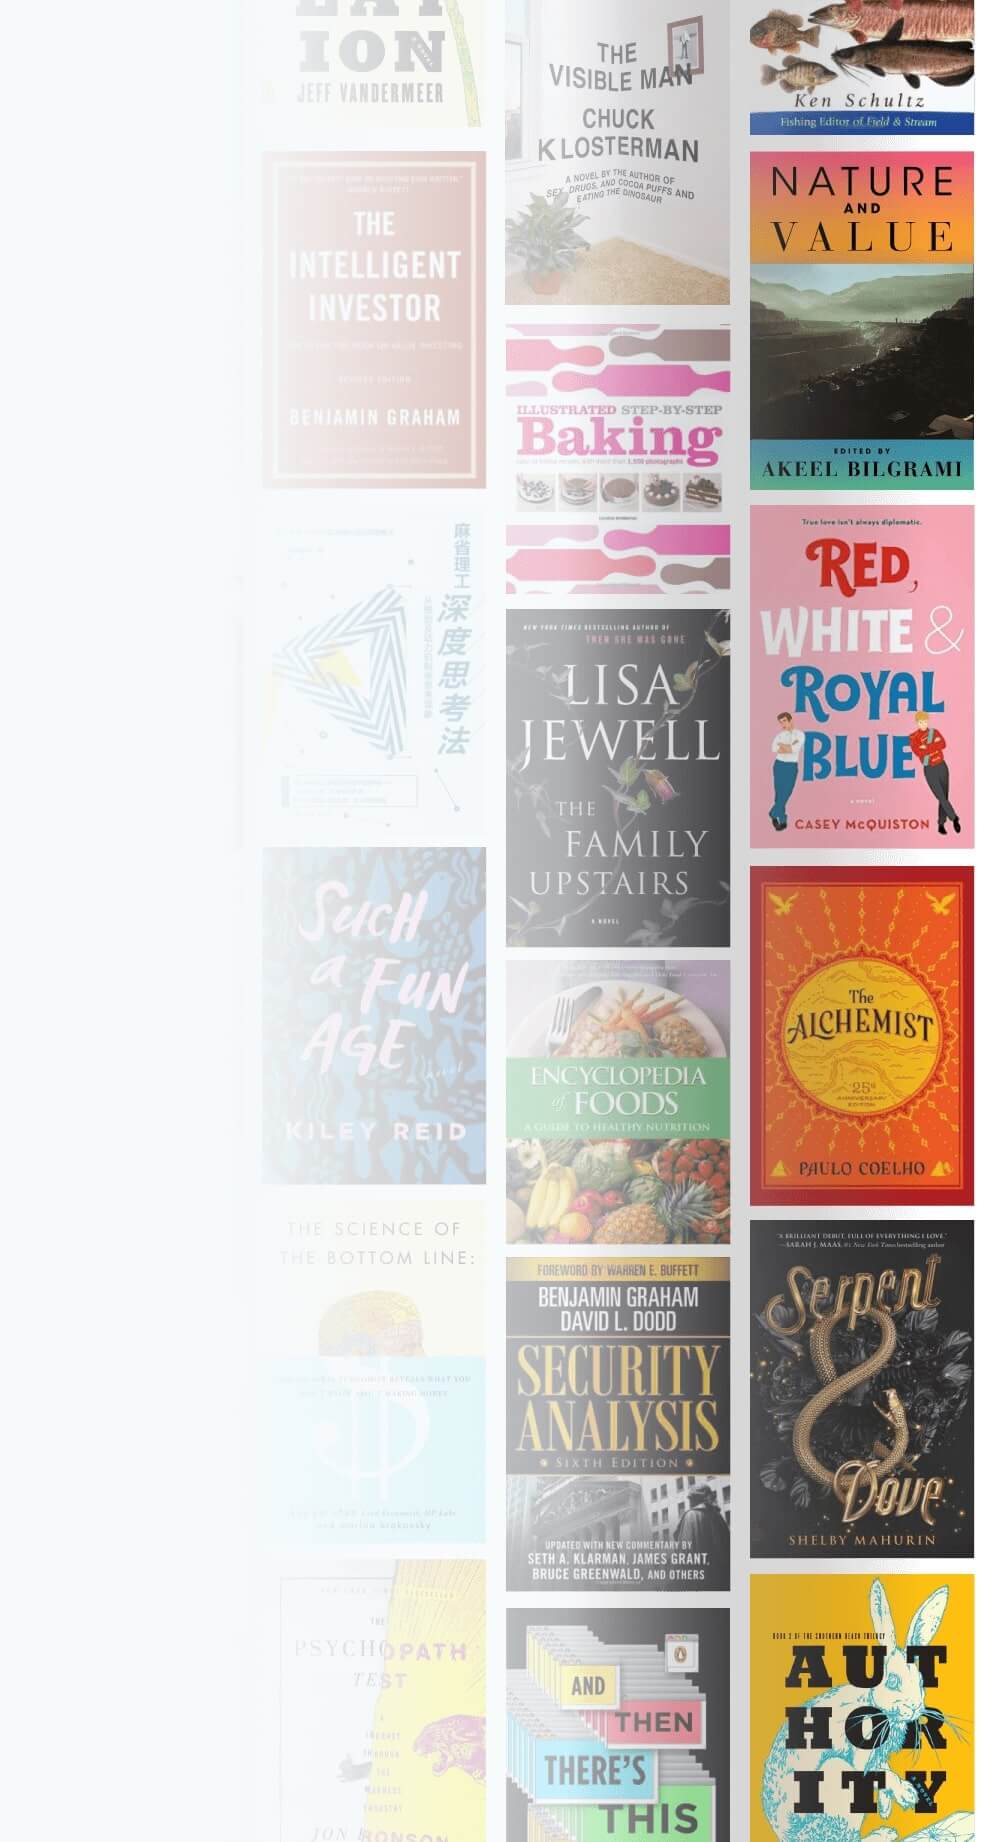 ION
JEFF VANDERMEER
THE
INTELLIGENT
INVESTOR
REVISED EDITION
BENJAMIN GRAHAM
麻省理工
深度思考法
SUCH
a FUN
AGE
a novel
KILEY REID
THE SCIENCE OF
THE BOTTOM LINE:
THE
PSYCHOPATH
TEST
A
JOURNEY
THROUGH
THE
MADNESS
INDUSTRY
JON RONSON
THE
VISIBLE MAN
CHUCK
KLOSTERMAN
A NOVEL BY THE AUTHOR OF
SEX, DRUGS, AND COCOA PUFFS AND
EATING THE DINOSAUR
ILLUSTRATED STEP-BY-STEP
Baking
NEW YORK TIMES BESTSELLING AUTHOR OF
THEN SHE WAS GONE
LISA
JEWELL
THE
FAMILY
UPSTAIRS
A NOVEL
ENCYCLOPEDIA
of FOODS
A GUIDE TO HEALTHY NUTRITION
FOREWORD BY WARREN E. BUFFETT
BENJAMIN GRAHAM
DAVID L. DODD
SECURITY
ANALYSIS
SIXTH EDITION
UPDATED WITH NEW COMMENTARY BY
SETH A. KLARMAN, JAMES GRANT,
BRUCE GREENWALD, AND OTHERS
AND
THEN
THERE'S
THIS
Ken Schultz
Fishing Editor of Field & Stream
NATURE
AND
VALUE
EDITED BY
AKEEL BILGRAMI
True love isn't always diplomatic.
RED,
WHITE &
ROYAL
BLUE
A NOVEL
CASEY McQUISTON
The
ALCHEMIST
25th
ANNIVERSARY
EDITION
PAULO COELHO
"A BRILLIANT DEBUT, FULL OF EVERYTHING I LOVE."
—SARAH J. MAAS, #1 New York Times bestselling author
Serpent
&
Dove
SHELBY MAHURIN
BOOK 2 OF THE SOUTHERN REACH TRILOGY
AUT
HOR
ITY